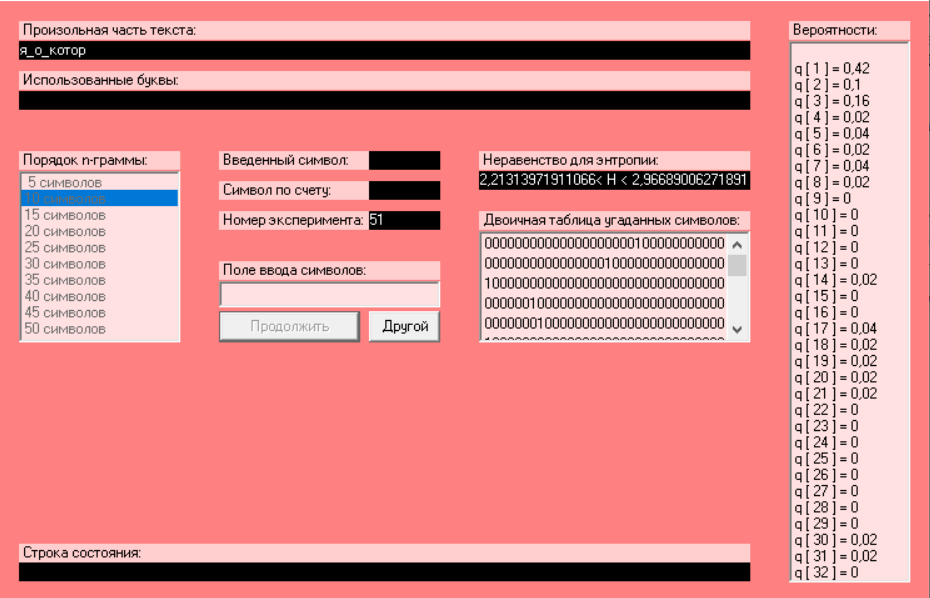 Произольная часть текста:
я_о_котор
Использованные буквы:
Порядок n-граммы:
5 символов
10 символов
15 символов
20 символов
25 символов
30 символов
35 символов
40 символов
45 символов
50 символов
Введенный символ:
Символ по счету:
Номер эксперимента: 51
Поле ввода символов:
Продолжить
Другой
Неравенство для энтропии:
2,21313971911066< H < 2,96689006271891
Двоичная таблица угаданных символов:
00000000000000000000100000000000
00000000000000001000000000000000
10000000000000000000000000000000
00000010000000000000000000000000
00000001000000000000000000000000
Вероятности:
q[ 1 ] = 0,42
q[ 2 ] = 0,1
q[ 3 ] = 0,16
q[ 4 ] = 0,02
q[ 5 ] = 0,04
q[ 6 ] = 0,02
q[ 7 ] = 0,04
q[ 8 ] = 0,02
q[ 9 ] = 0
q[ 10 ] = 0
q[ 11 ] = 0
q[ 12 ] = 0
q[ 13 ] = 0
q[ 14 ] = 0,02
q[ 15 ] = 0
q[ 16 ] = 0
q[ 17 ] = 0,04
q[ 18 ] = 0,02
q[ 19 ] = 0,02
q[ 20 ] = 0,02
q[ 21 ] = 0,02
q[ 22 ] = 0
q[ 23 ] = 0
q[ 24 ] = 0
q[ 25 ] = 0
q[ 26 ] = 0
q[ 27 ] = 0
q[ 28 ] = 0
q[ 29 ] = 0
q[ 30 ] = 0,02
q[ 31 ] = 0,02
q[ 32 ] = 0
Строка состояния: